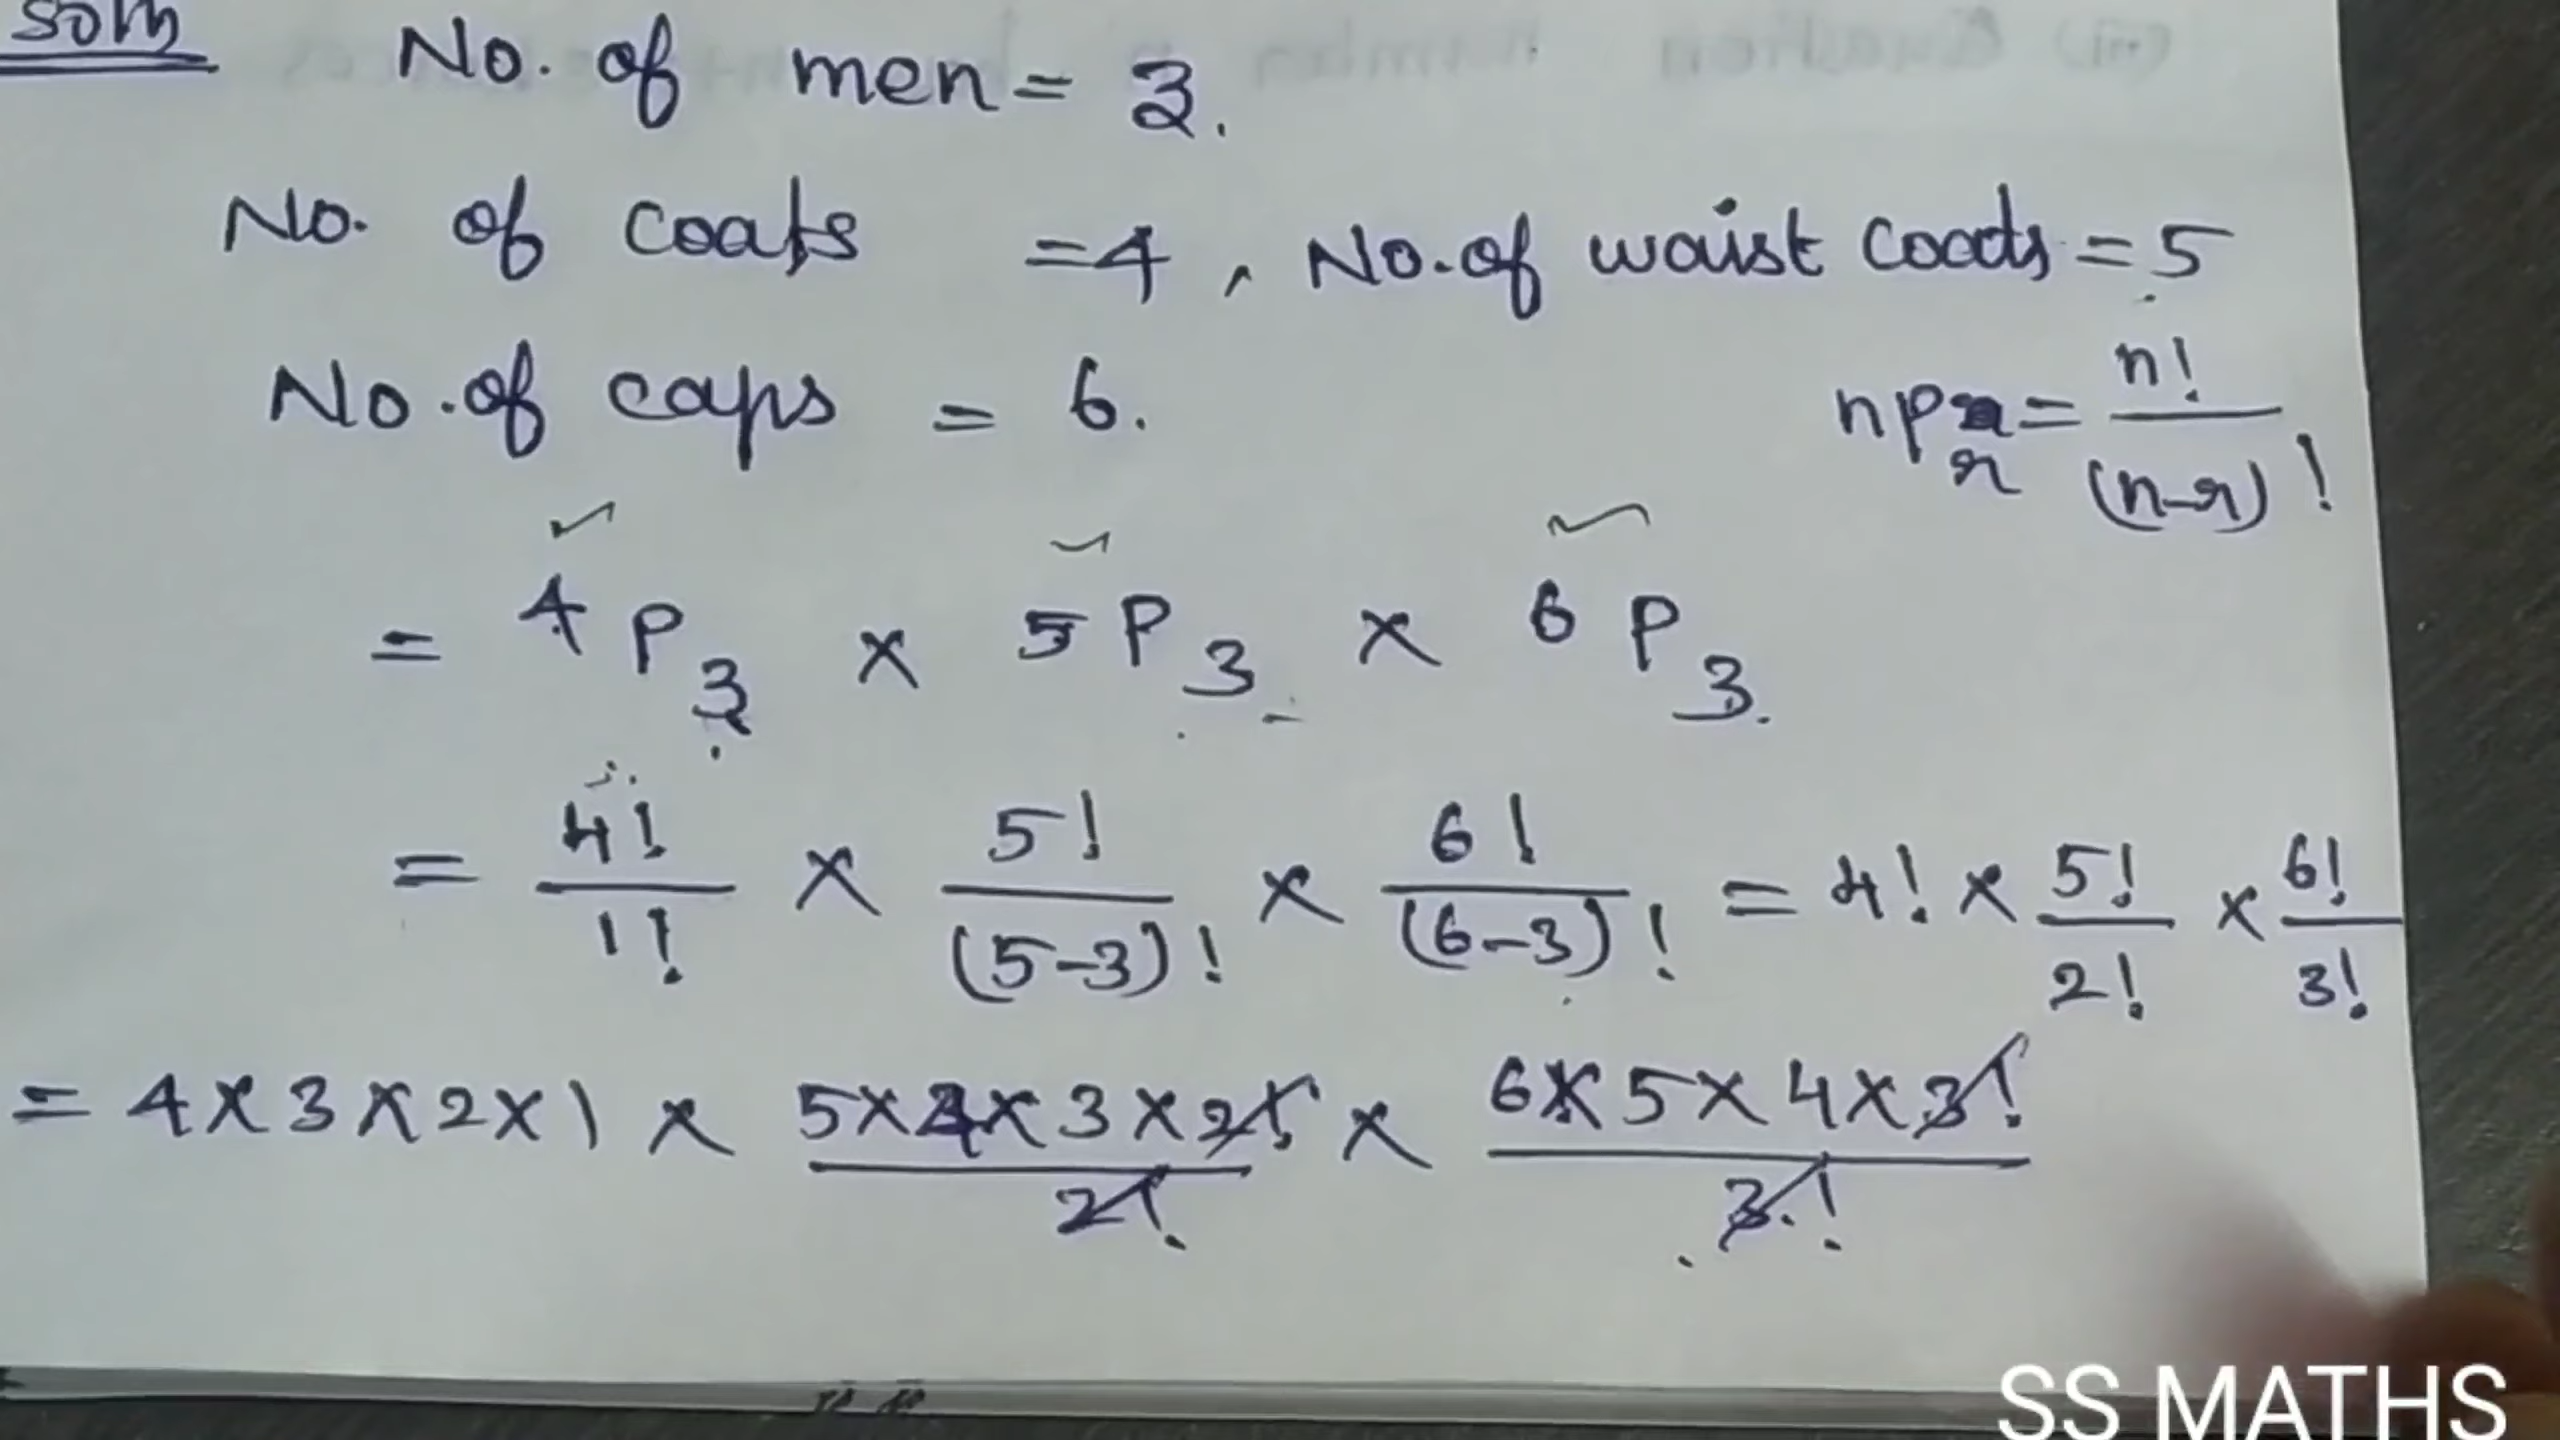 Soln No. of men = 3.
No. of coats = 4, No. of waist coats = 5
No. of caps = 6.
nPr = n! / (n-r)!
= 4P3 × 5P3 × 6P3.
= 4!/1! × 5!/(5-3)! × 6!/(6-3)! = 4! × 5!/2! × 6!/3!
= 4×3×2×1 × 5×4×3×2!/2! × 6×5×4×3!/3!
SS MATHS